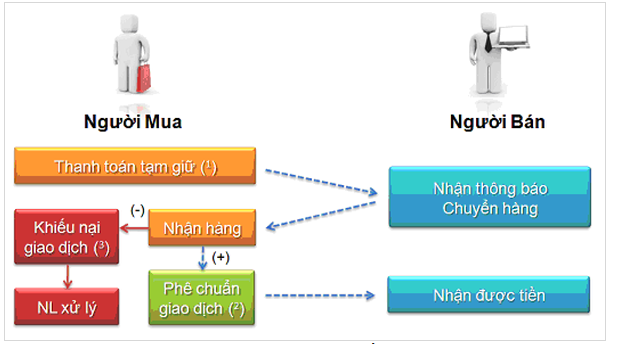 Người Mua
Người Bán
Thanh toán tạm giữ (¹)
Nhận thông báo
Chuyển hàng
(-)
Khiếu nại
giao dịch (³)
Nhận hàng
(+)
NL xử lý
Phê chuẩn
giao dịch (²)
Nhận được tiền